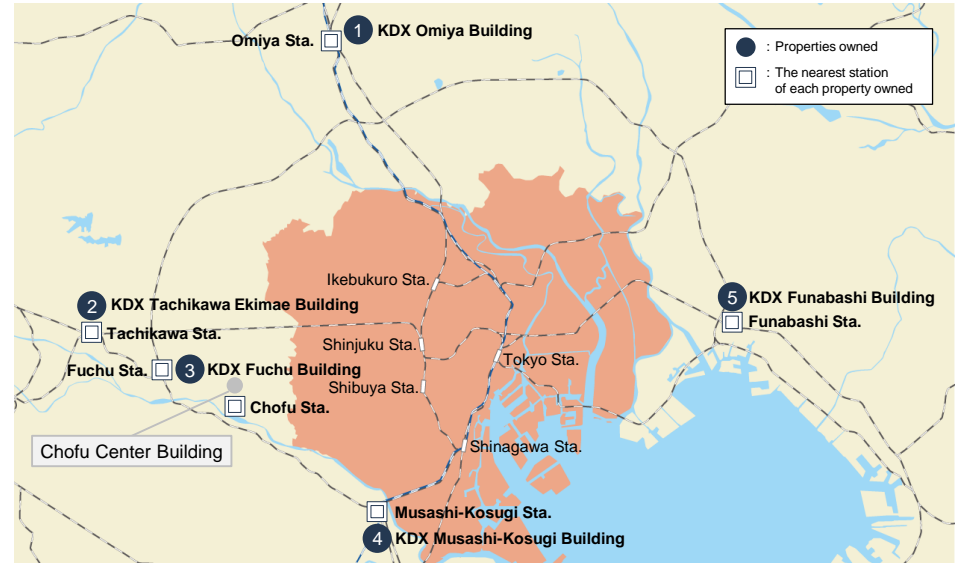 1 KDX Omiya Building
Omiya Sta.
: Properties owned
: The nearest station
of each property owned
Ikebukuro Sta.
2 KDX Tachikawa Ekimae Building
Tachikawa Sta.
5 KDX Funabashi Building
Funabashi Sta.
Shinjuku Sta.
Tokyo Sta.
Fuchu Sta. 3 KDX Fuchu Building
Shibuya Sta.
Chofu Sta.
Chofu Center Building
Shinagawa Sta.
Musashi-Kosugi Sta.
4 KDX Musashi-Kosugi Building